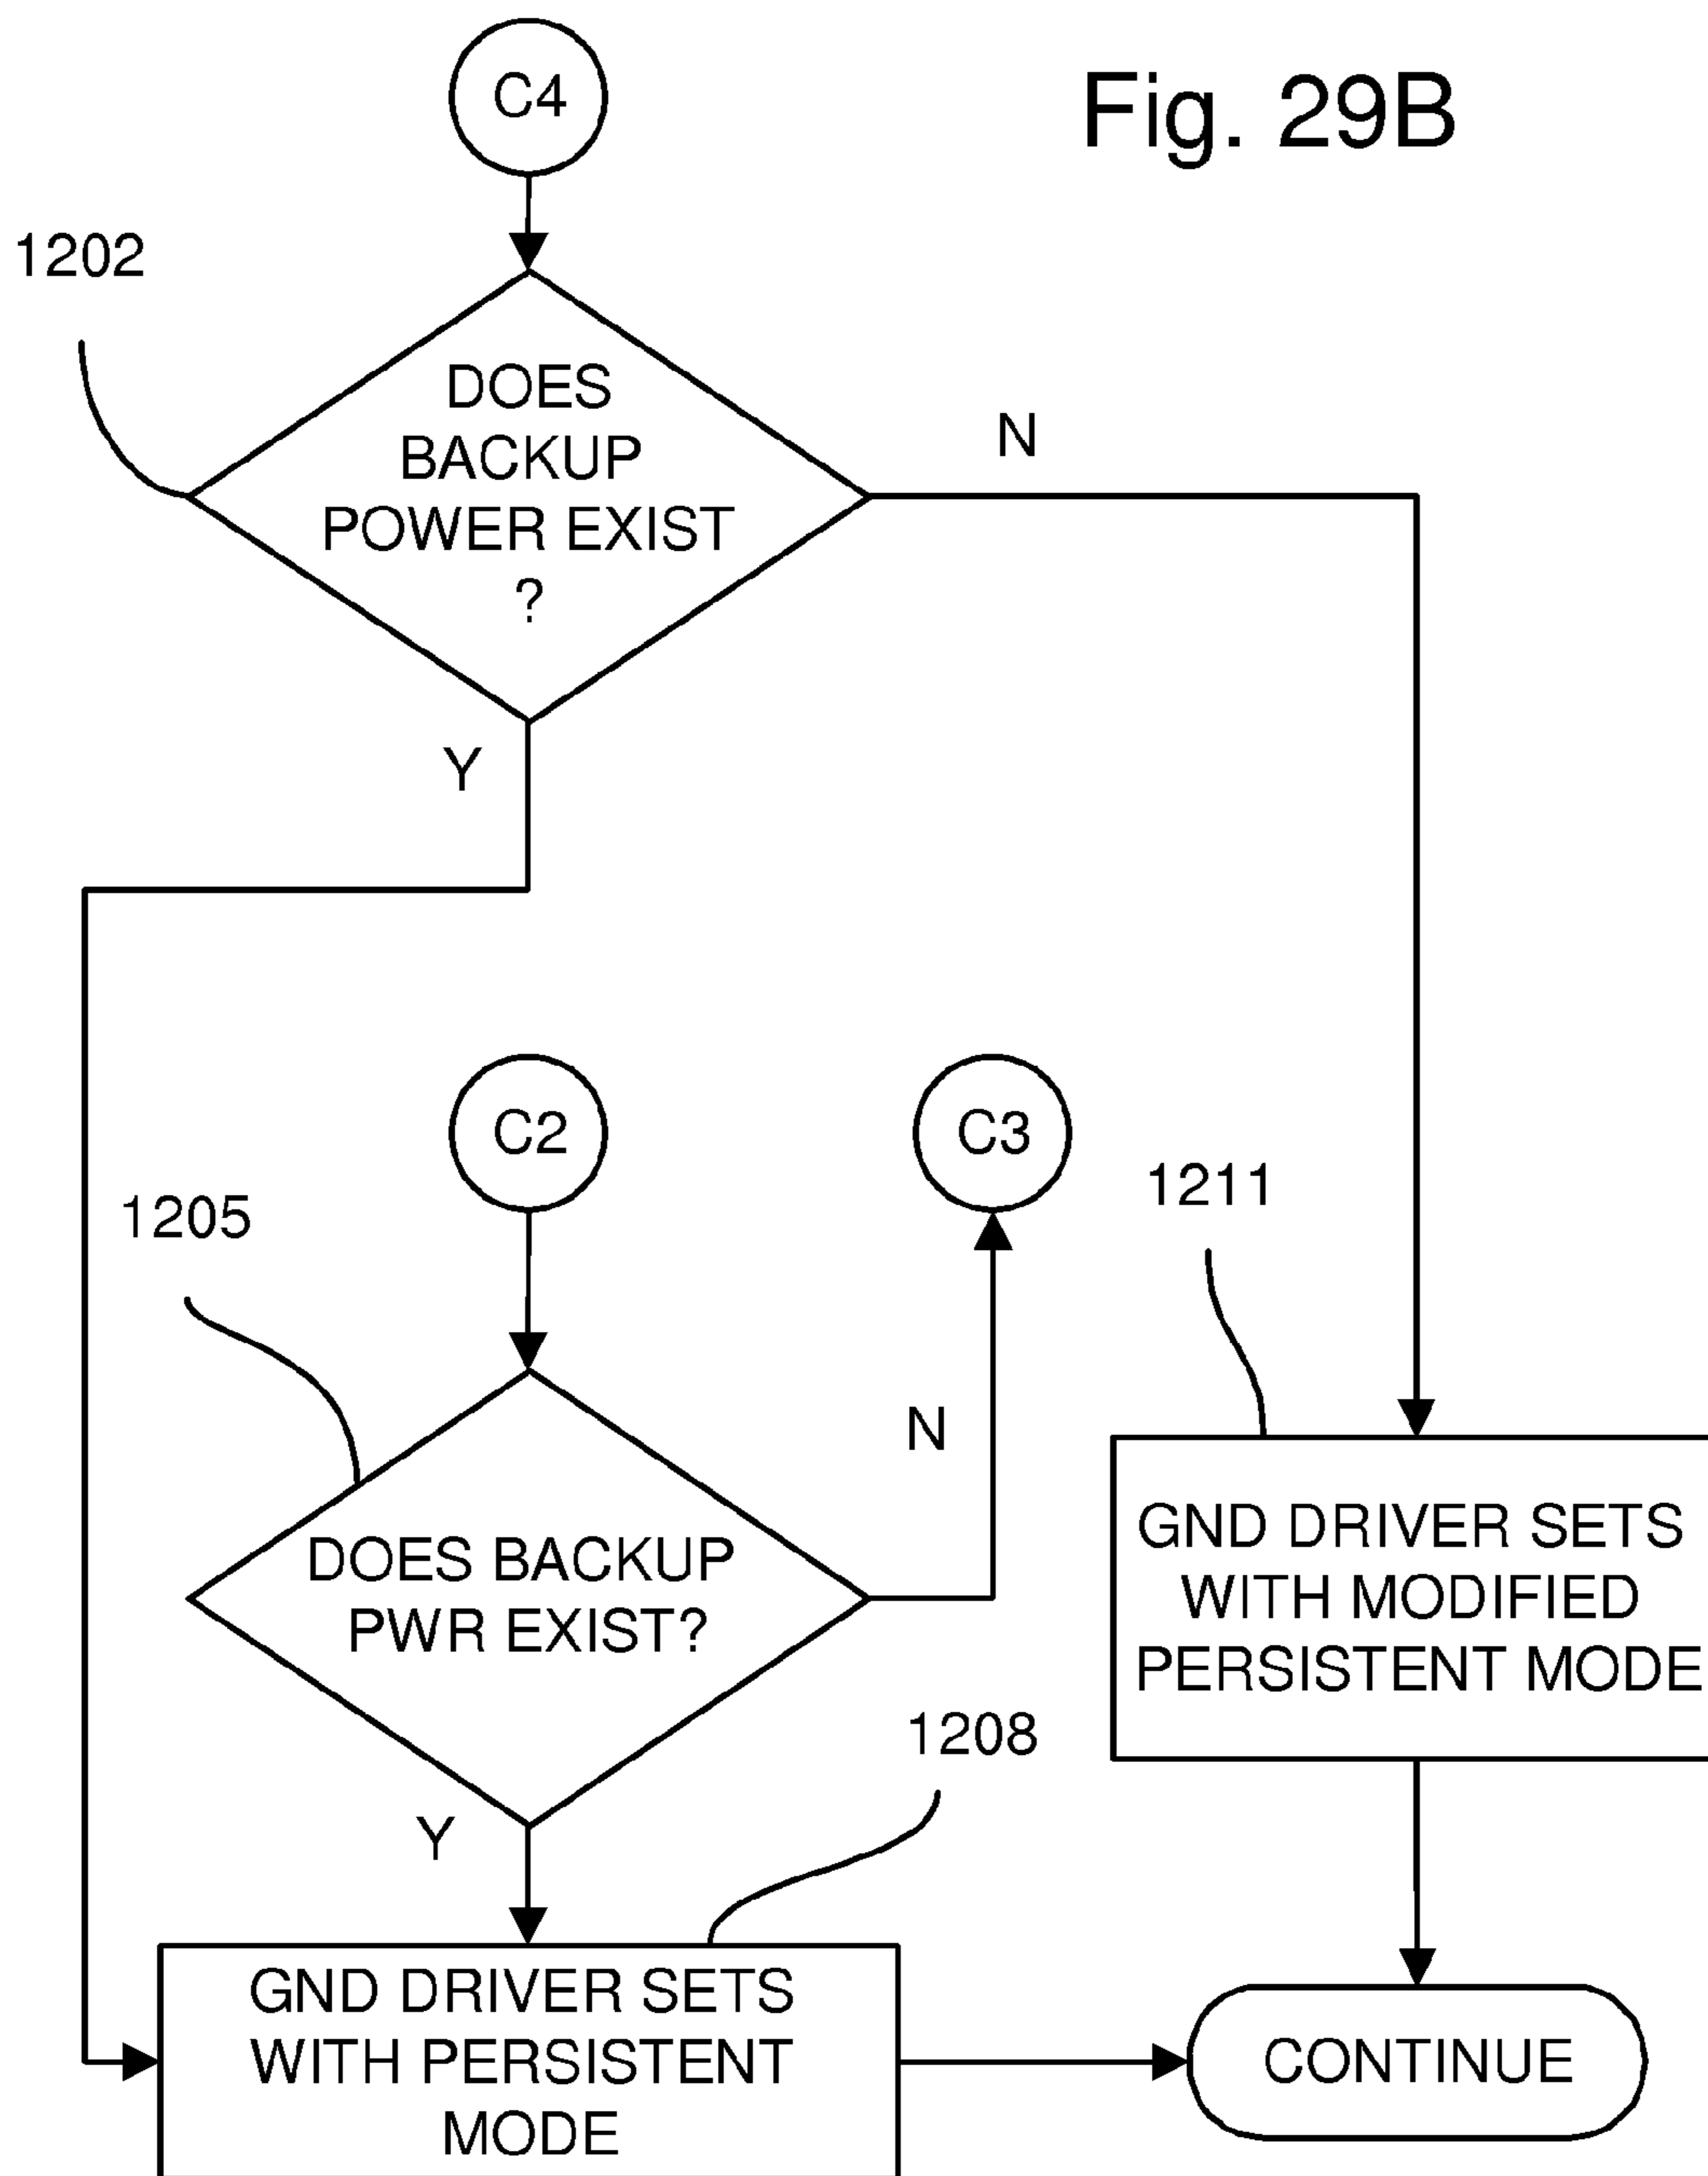 C4
Fig. 29B
1202
DOES
BACKUP
POWER EXIST
?
N
Y
C2
C3
1205
1211
N
DOES BACKUP
PWR EXIST?
GND DRIVER SETS
WITH MODIFIED
PERSISTENT MODE
1208
Y
GND DRIVER SETS
WITH PERSISTENT
MODE
CONTINUE